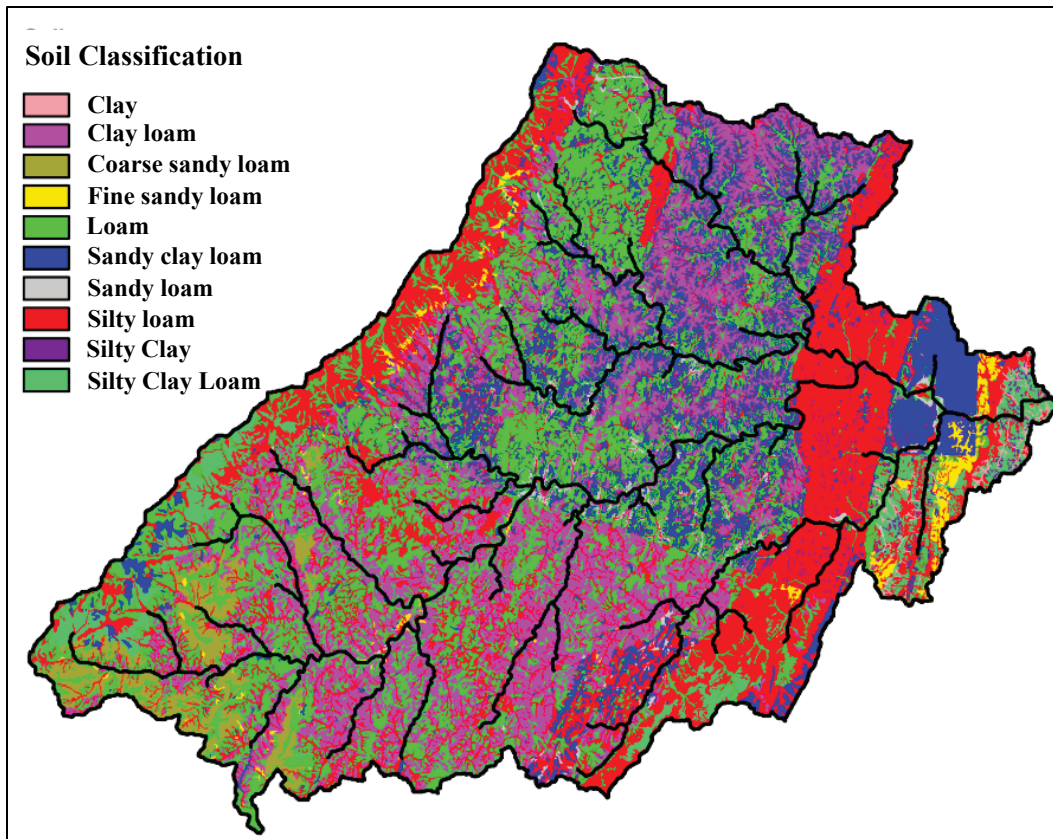 Soil Classification
Clay
Clay loam
Coarse sandy loam
Fine sandy loam
Loam
Sandy clay loam
Sandy loam
Silty loam
Silty Clay
Silty Clay Loam